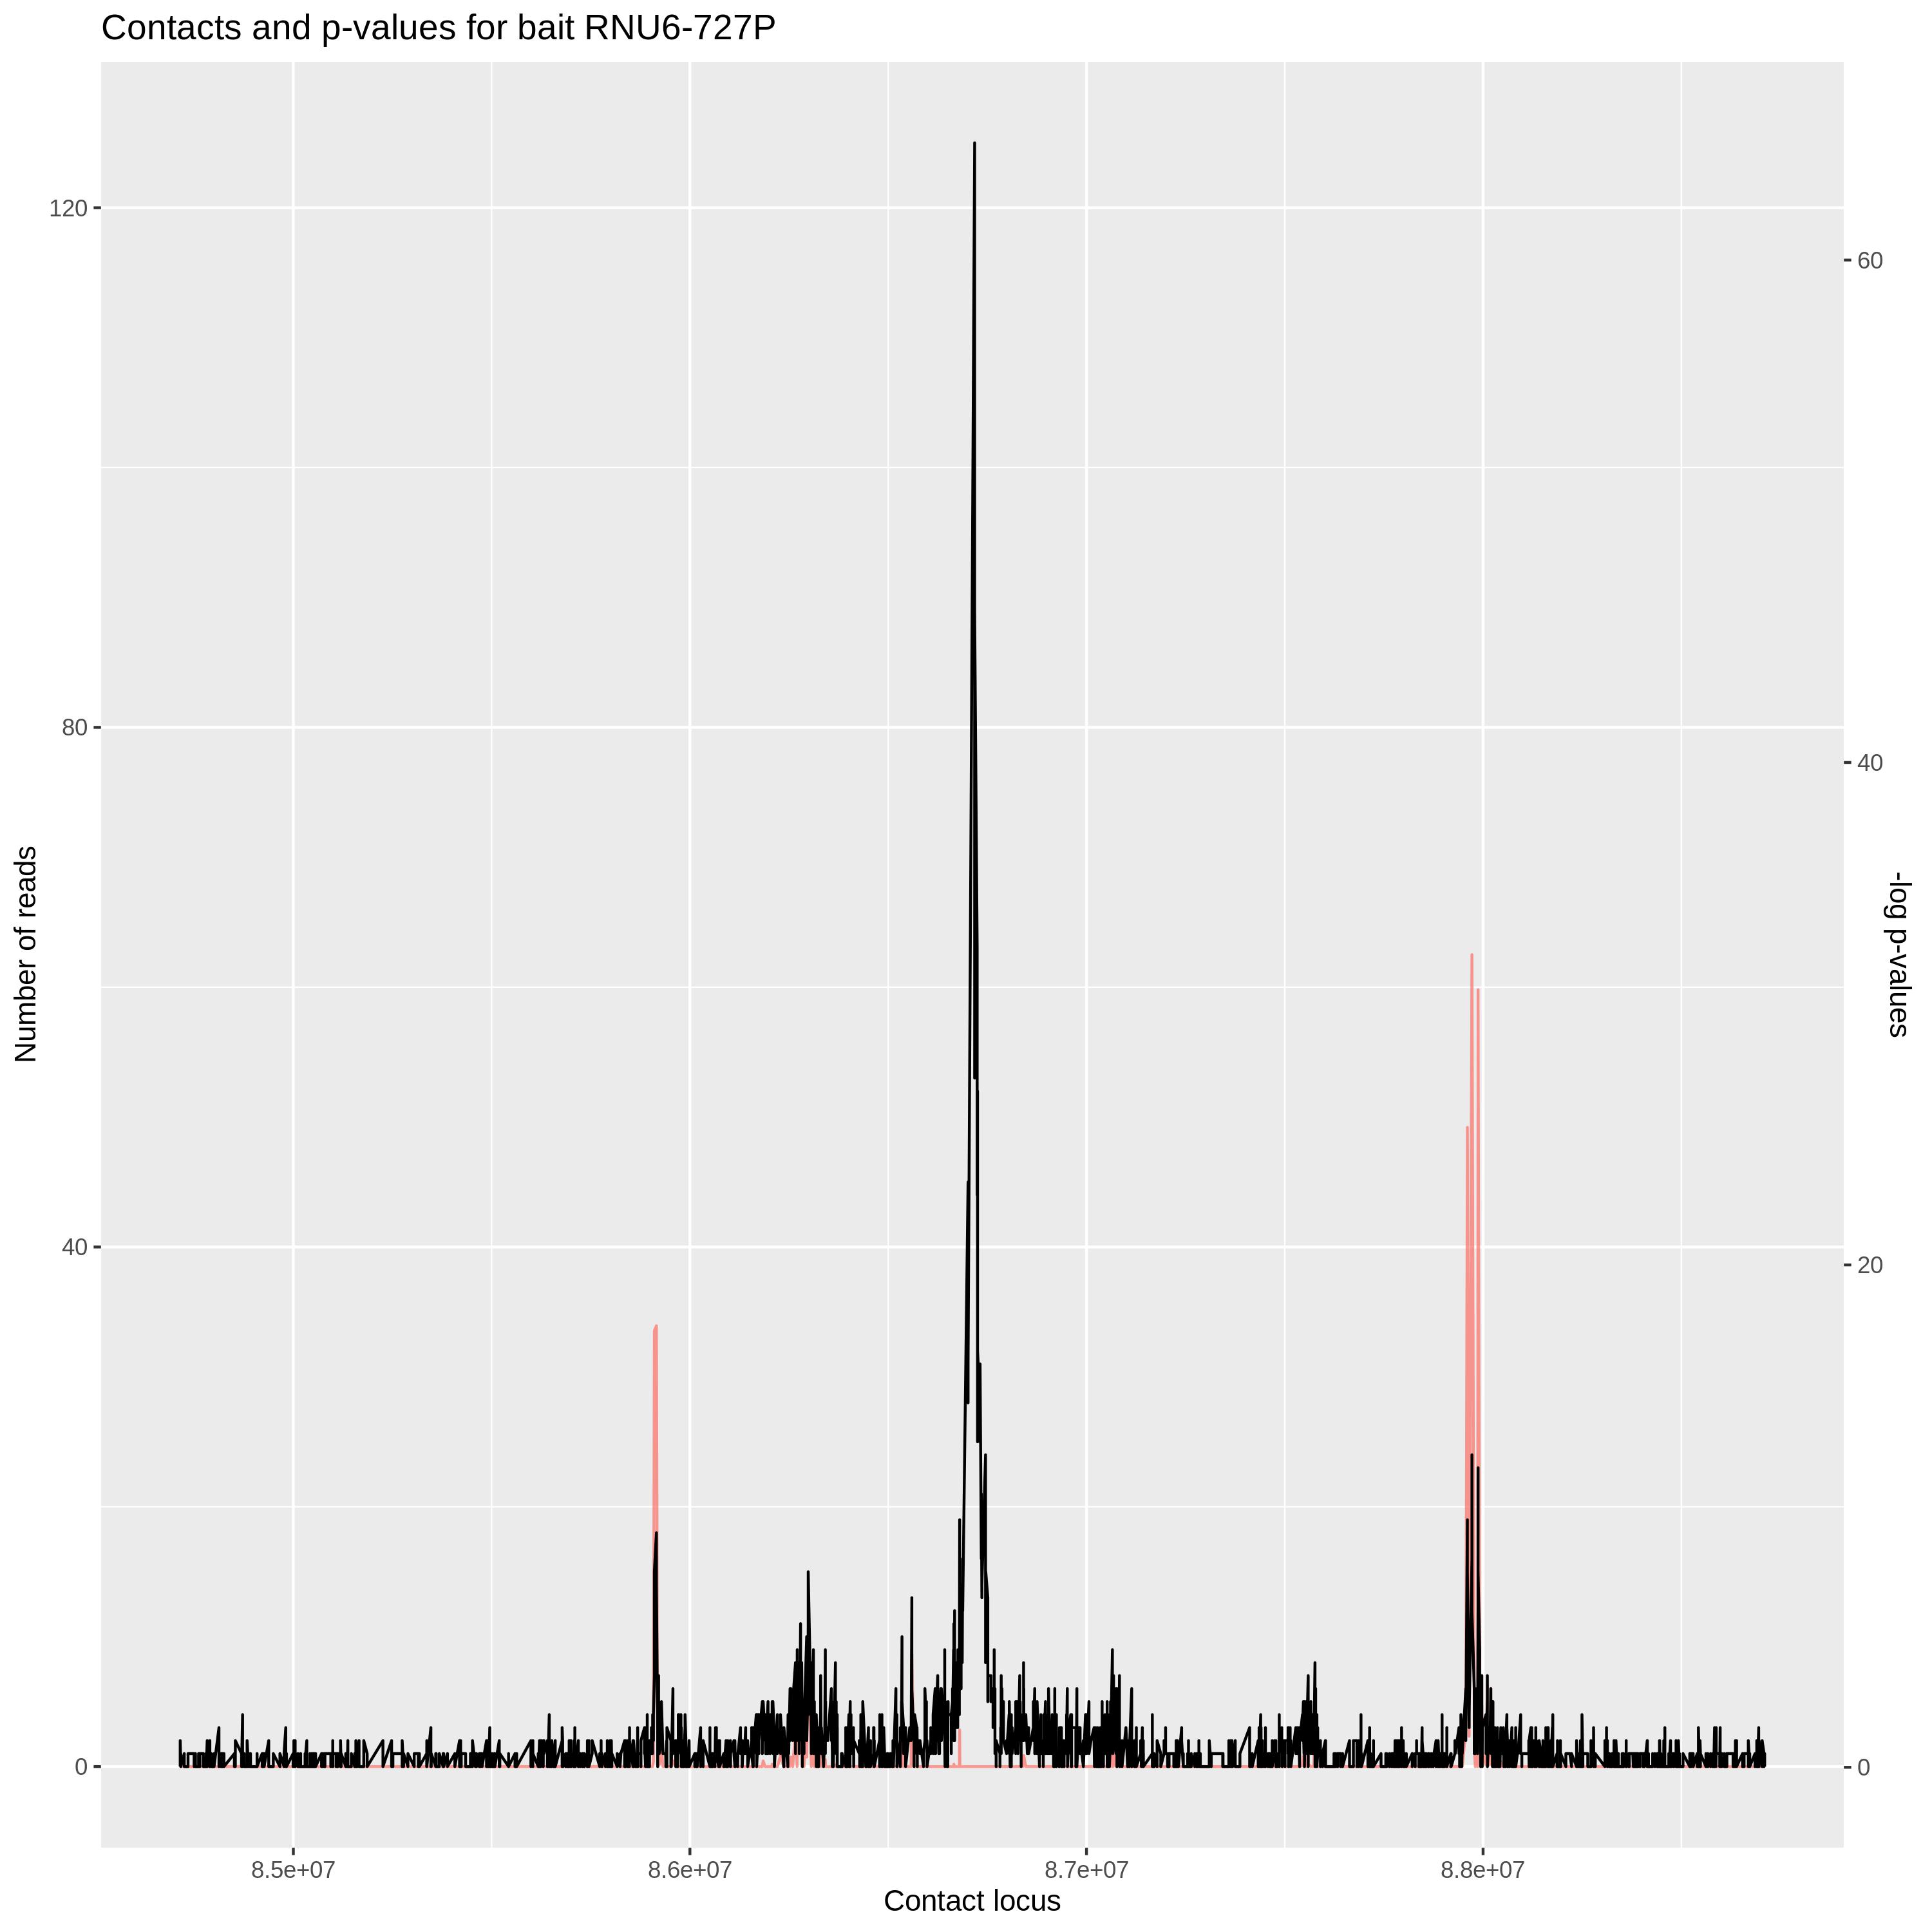 Contacts and p-values for bait RNU6-727P
120
80
40
0
60
40
20
0
Number of reads
-log p-values
8.5e+07 8.6e+07 8.7e+07 8.8e+07
Contact locus